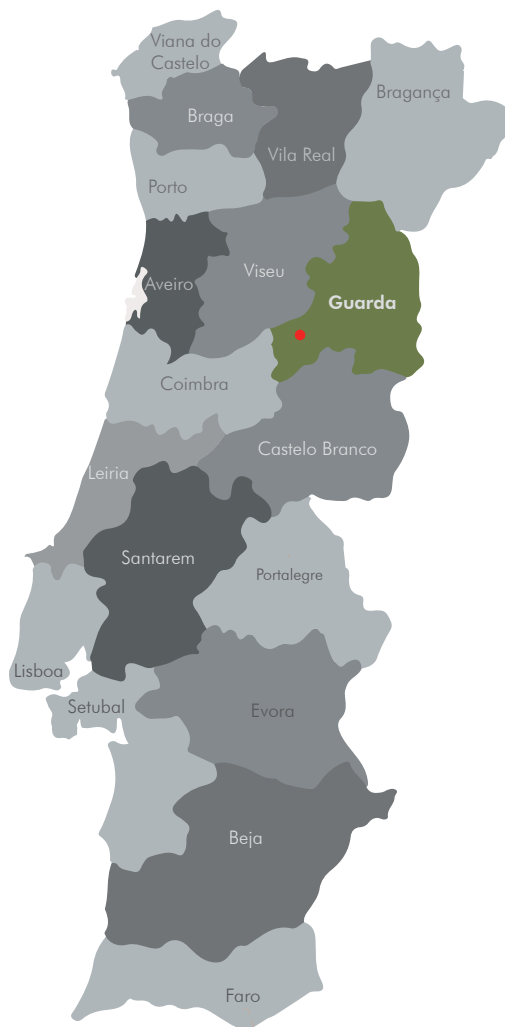 Viana do
Castelo
Bragança
Braga
Vila Real
Porto
Viseu
Aveiro
Guarda
Coimbra
Castelo Branco
Leiria
Santarem
Portalegre
Lisboa
Setubal
Evora
Beja
Faro